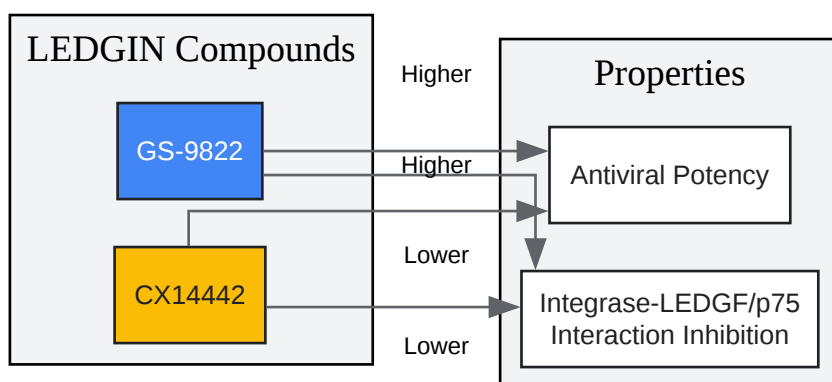 LEDGIN Compounds
GS-9822
CX14442
Higher
Higher
Lower
Lower
Properties
Antiviral Potency
Integrase-LEDGF/p75
Interaction Inhibition